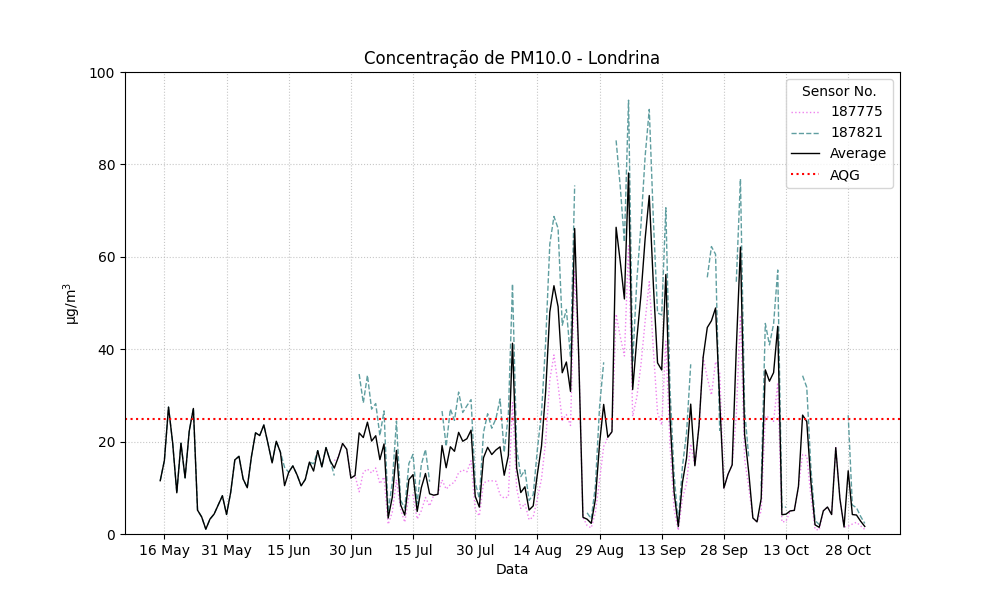 Concentração de PM10.0 - Londrina
100
80
60
40
20
0
µg/m³
Sensor No.
187775
187821
Average
AQG
16 May 31 May 15 Jun 30 Jun 15 Jul 30 Jul 14 Aug 29 Aug 13 Sep 28 Sep 13 Oct 28 Oct
Data